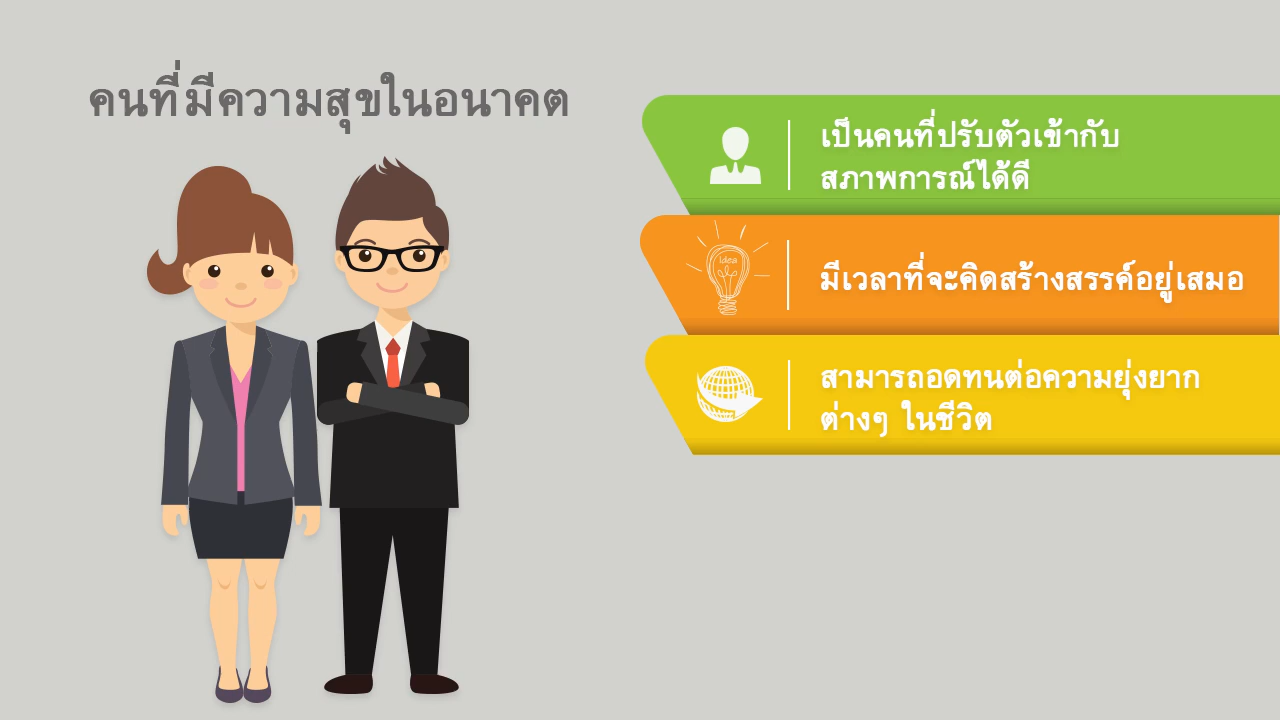 คนที่มีความสุขในอนาคต
เป็นคนที่ปรับตัวเข้ากับ
สภาพการณ์ได้ดี
idea
มีเวลาที่จะคิดสร้างสรรค์อยู่เสมอ
สามารถอดทนต่อความยุ่งยาก
ต่างๆ ในชีวิต